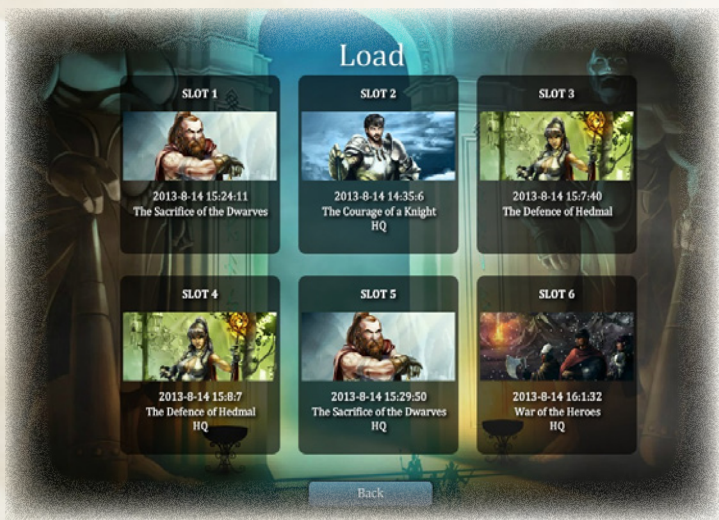 Load
SLOT 1
2013-8-14 15:24:11
The Sacrifice of the Dwarves
SLOT 2
2013-8-14 14:35:6
The Courage of a Knight
HQ
SLOT 3
2013-8-14 15:7:40
The Defence of Hedmal
SLOT 4
2013-8-14 15:8:7
The Defence of Hedmal
HQ
SLOT 5
2013-8-14 15:29:50
The Sacrifice of the Dwarves
HQ
SLOT 6
2013-8-14 16:1:32
War of the Heroes
HQ
Back